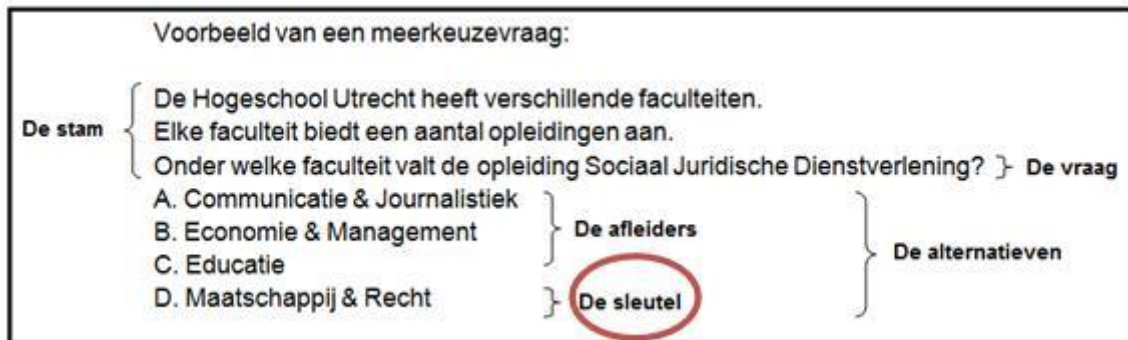 Voorbeeld van een meerkeuzevraag:
De Hogeschool Utrecht heeft verschillende faculteiten.
De stam
Elke faculteit biedt een aantal opleidingen aan.
Onder welke faculteit valt de opleiding Sociaal Juridische Dienstverlening? De vraag
A. Communicatie & Journalistiek
B. Economie & Management
De afleiders
De alternatieven
C. Educatie
D. Maatschappij & Recht
De sleutel